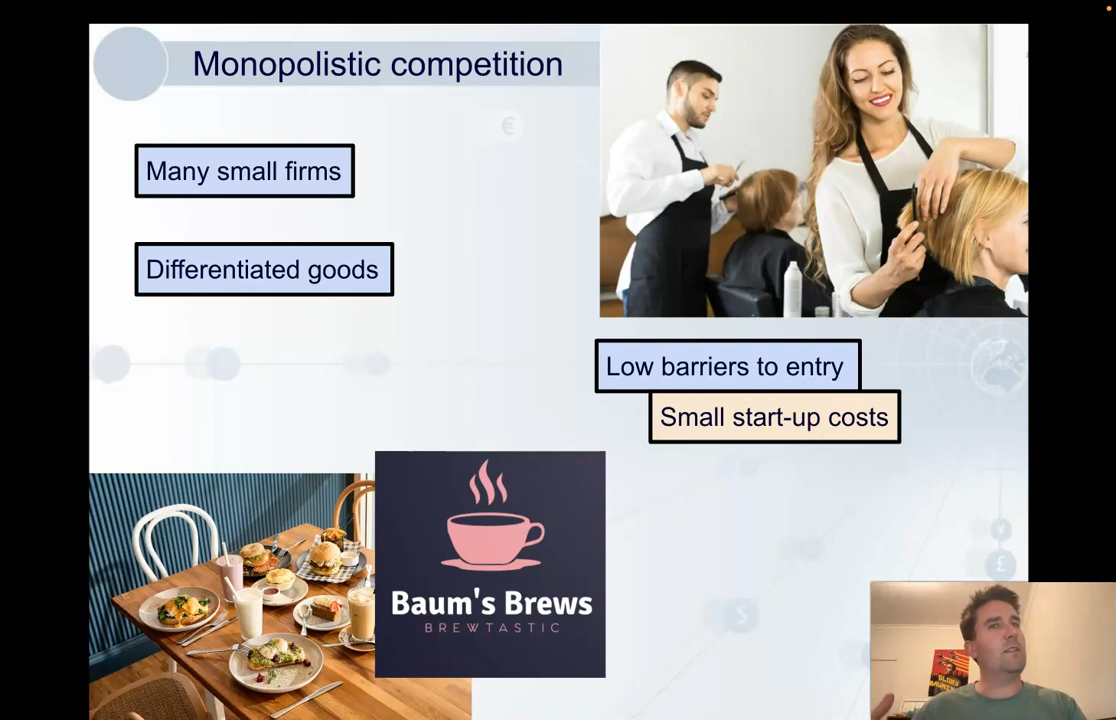 Monopolistic competition
€
Many small firms
Differentiated goods
Low barriers to entry
Small start-up costs
Baum's Brews
BREWTASTIC
£
$